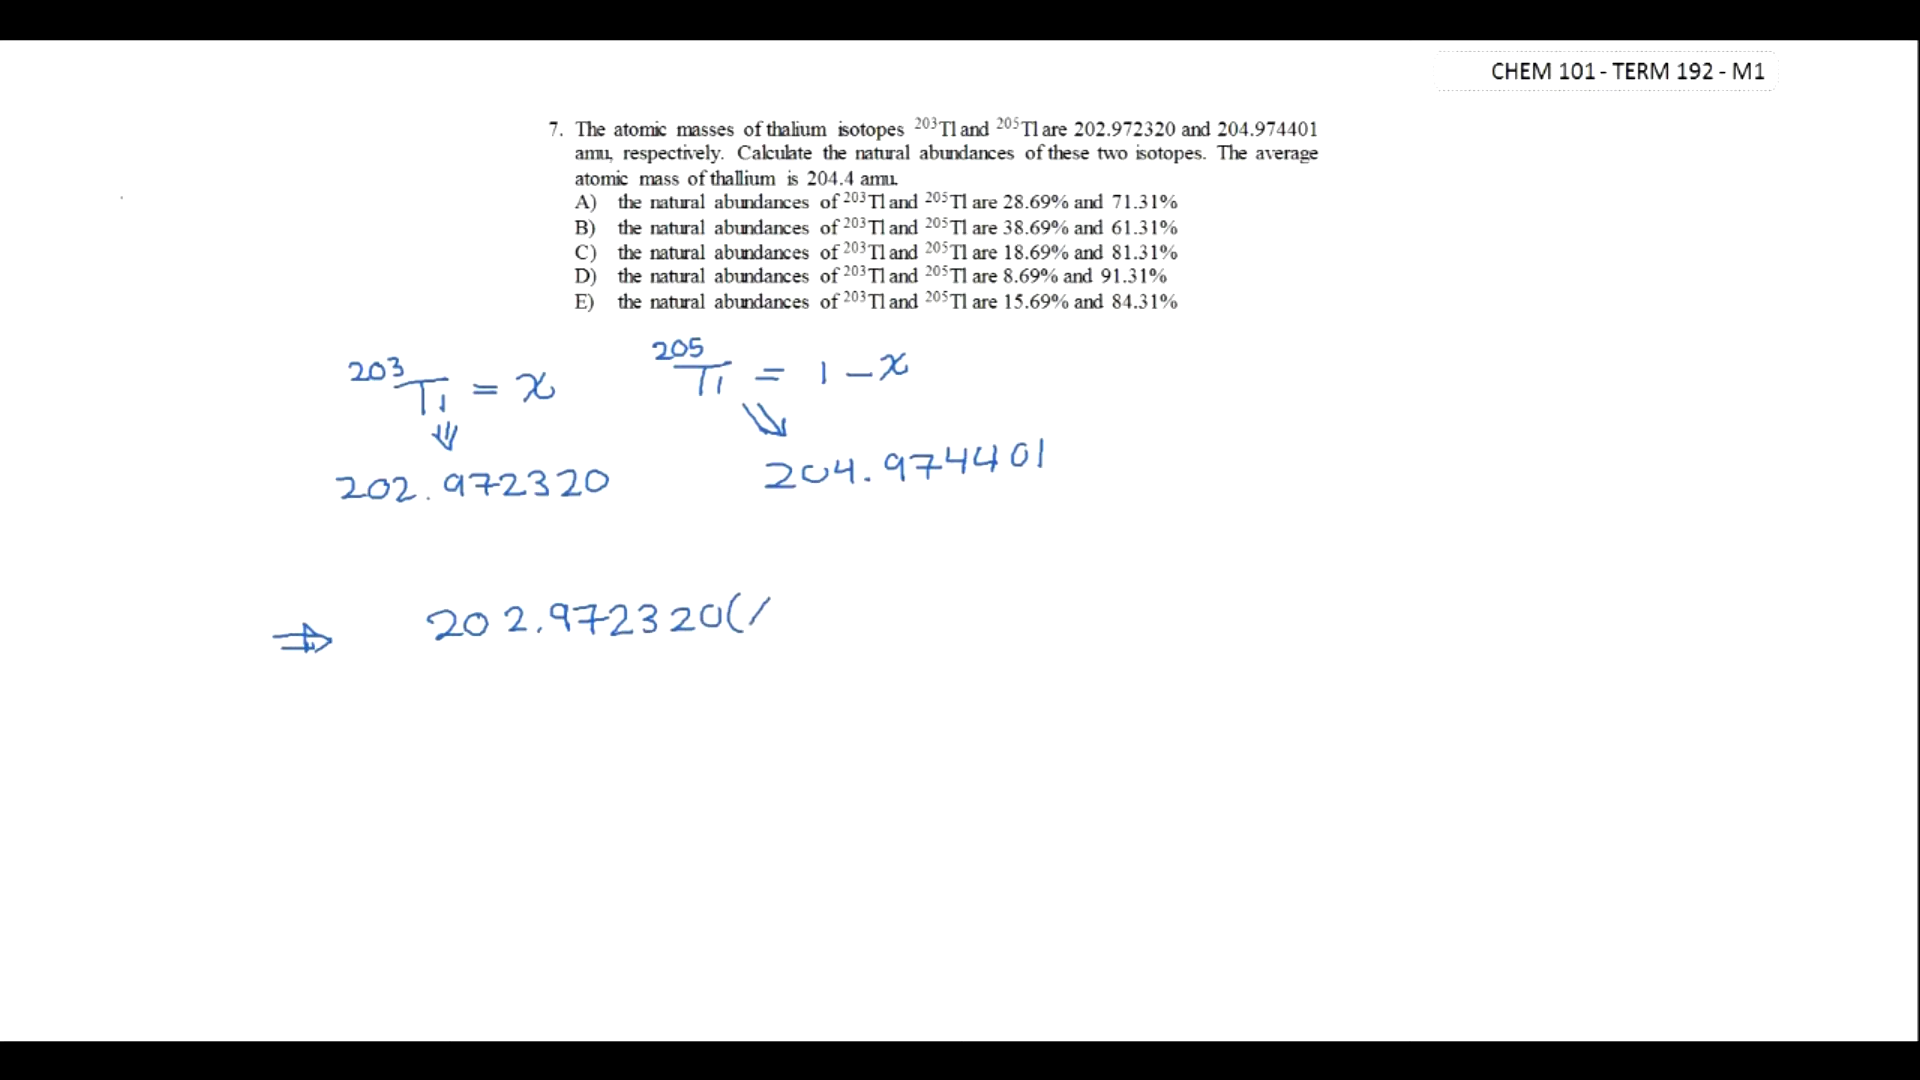 CHEM 101 - TERM 192 - M1
7. The atomic masses of thalium isotopes ²⁰³Tl and ²⁰⁵Tl are 202.972320 and 204.974401
amu, respectively. Calculate the natural abundances of these two isotopes. The average
atomic mass of thallium is 204.4 amu.
A) the natural abundances of ²⁰³Tl and ²⁰⁵Tl are 28.69% and 71.31%
B) the natural abundances of ²⁰³Tl and ²⁰⁵Tl are 38.69% and 61.31%
C) the natural abundances of ²⁰³Tl and ²⁰⁵Tl are 18.69% and 81.31%
D) the natural abundances of ²⁰³Tl and ²⁰⁵Tl are 8.69% and 91.31%
E) the natural abundances of ²⁰³Tl and ²⁰⁵Tl are 15.69% and 84.31%
²⁰³Tl = x ²⁰⁵Tl = 1 - x
202.972320 204.974401
⇒ 202.972320(